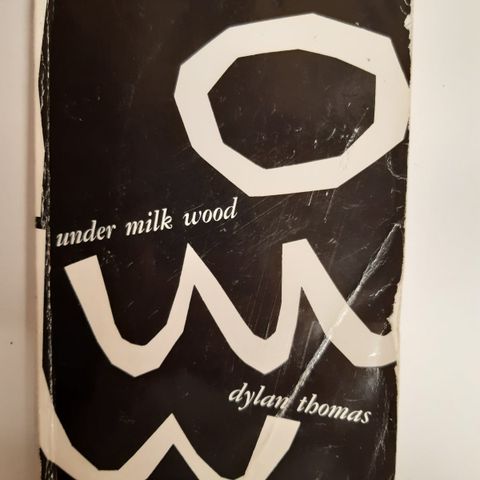 under milk wood
dylan thomas